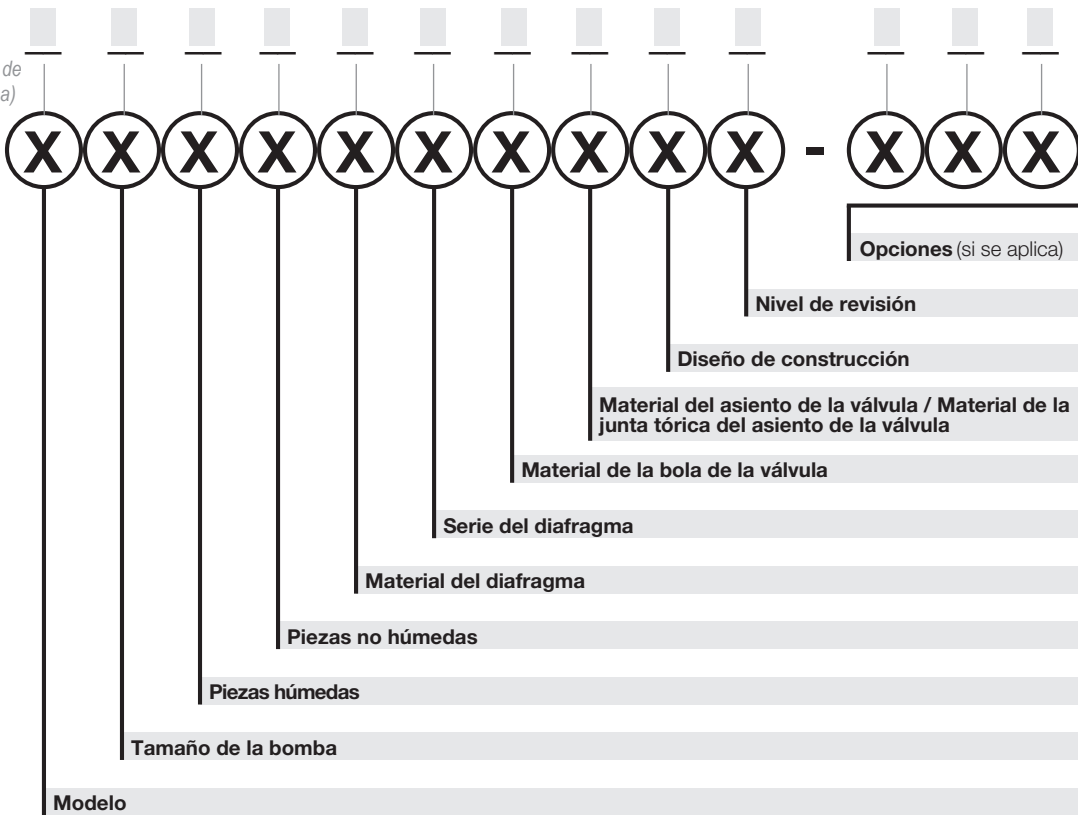 de
a)
X X X X X X X X X X - X X X
Opciones (si se aplica)
Nivel de revisión
Diseño de construcción
Material del asiento de la válvula / Material de la
junta tórica del asiento de la válvula
Material de la bola de la válvula
Serie del diafragma
Material del diafragma
Piezas no húmedas
Piezas húmedas
Tamaño de la bomba
Modelo